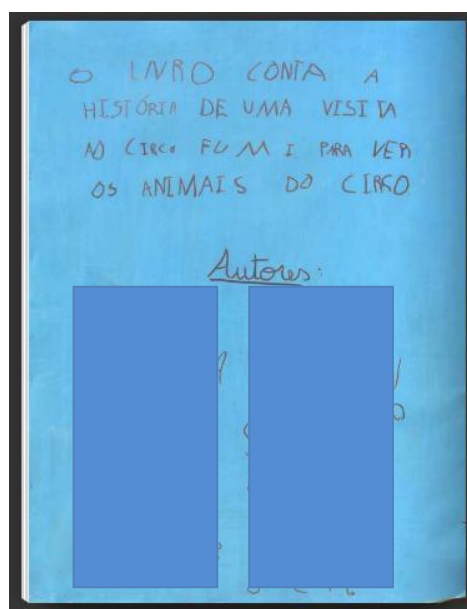 O LIVRO CONTA A
HISTÓRIA DE UMA VISITA
AO CIRCO FUMI PARA VER
OS ANIMAIS DO CIRCO
Autores: